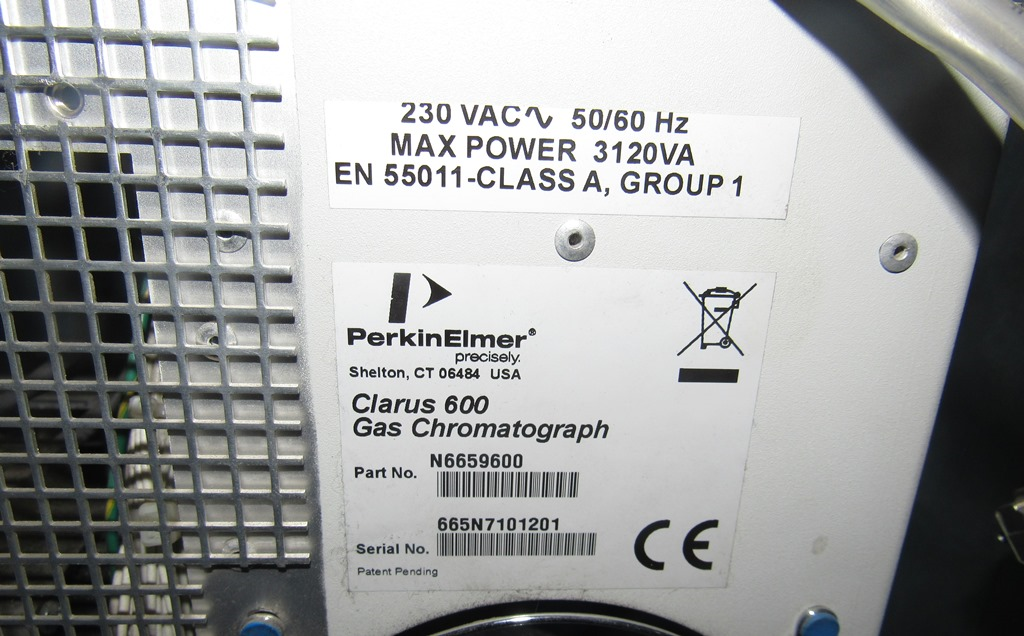 230 VAC∿ 50/60 Hz
MAX POWER 3120VA
EN 55011-CLASS A, GROUP 1
PerkinElmer®
precisely.
Shelton, CT 06484 USA
Clarus 600
Gas Chromatograph
N6659600
Part No.
665N7101201
Serial No.
Patent Pending
CE